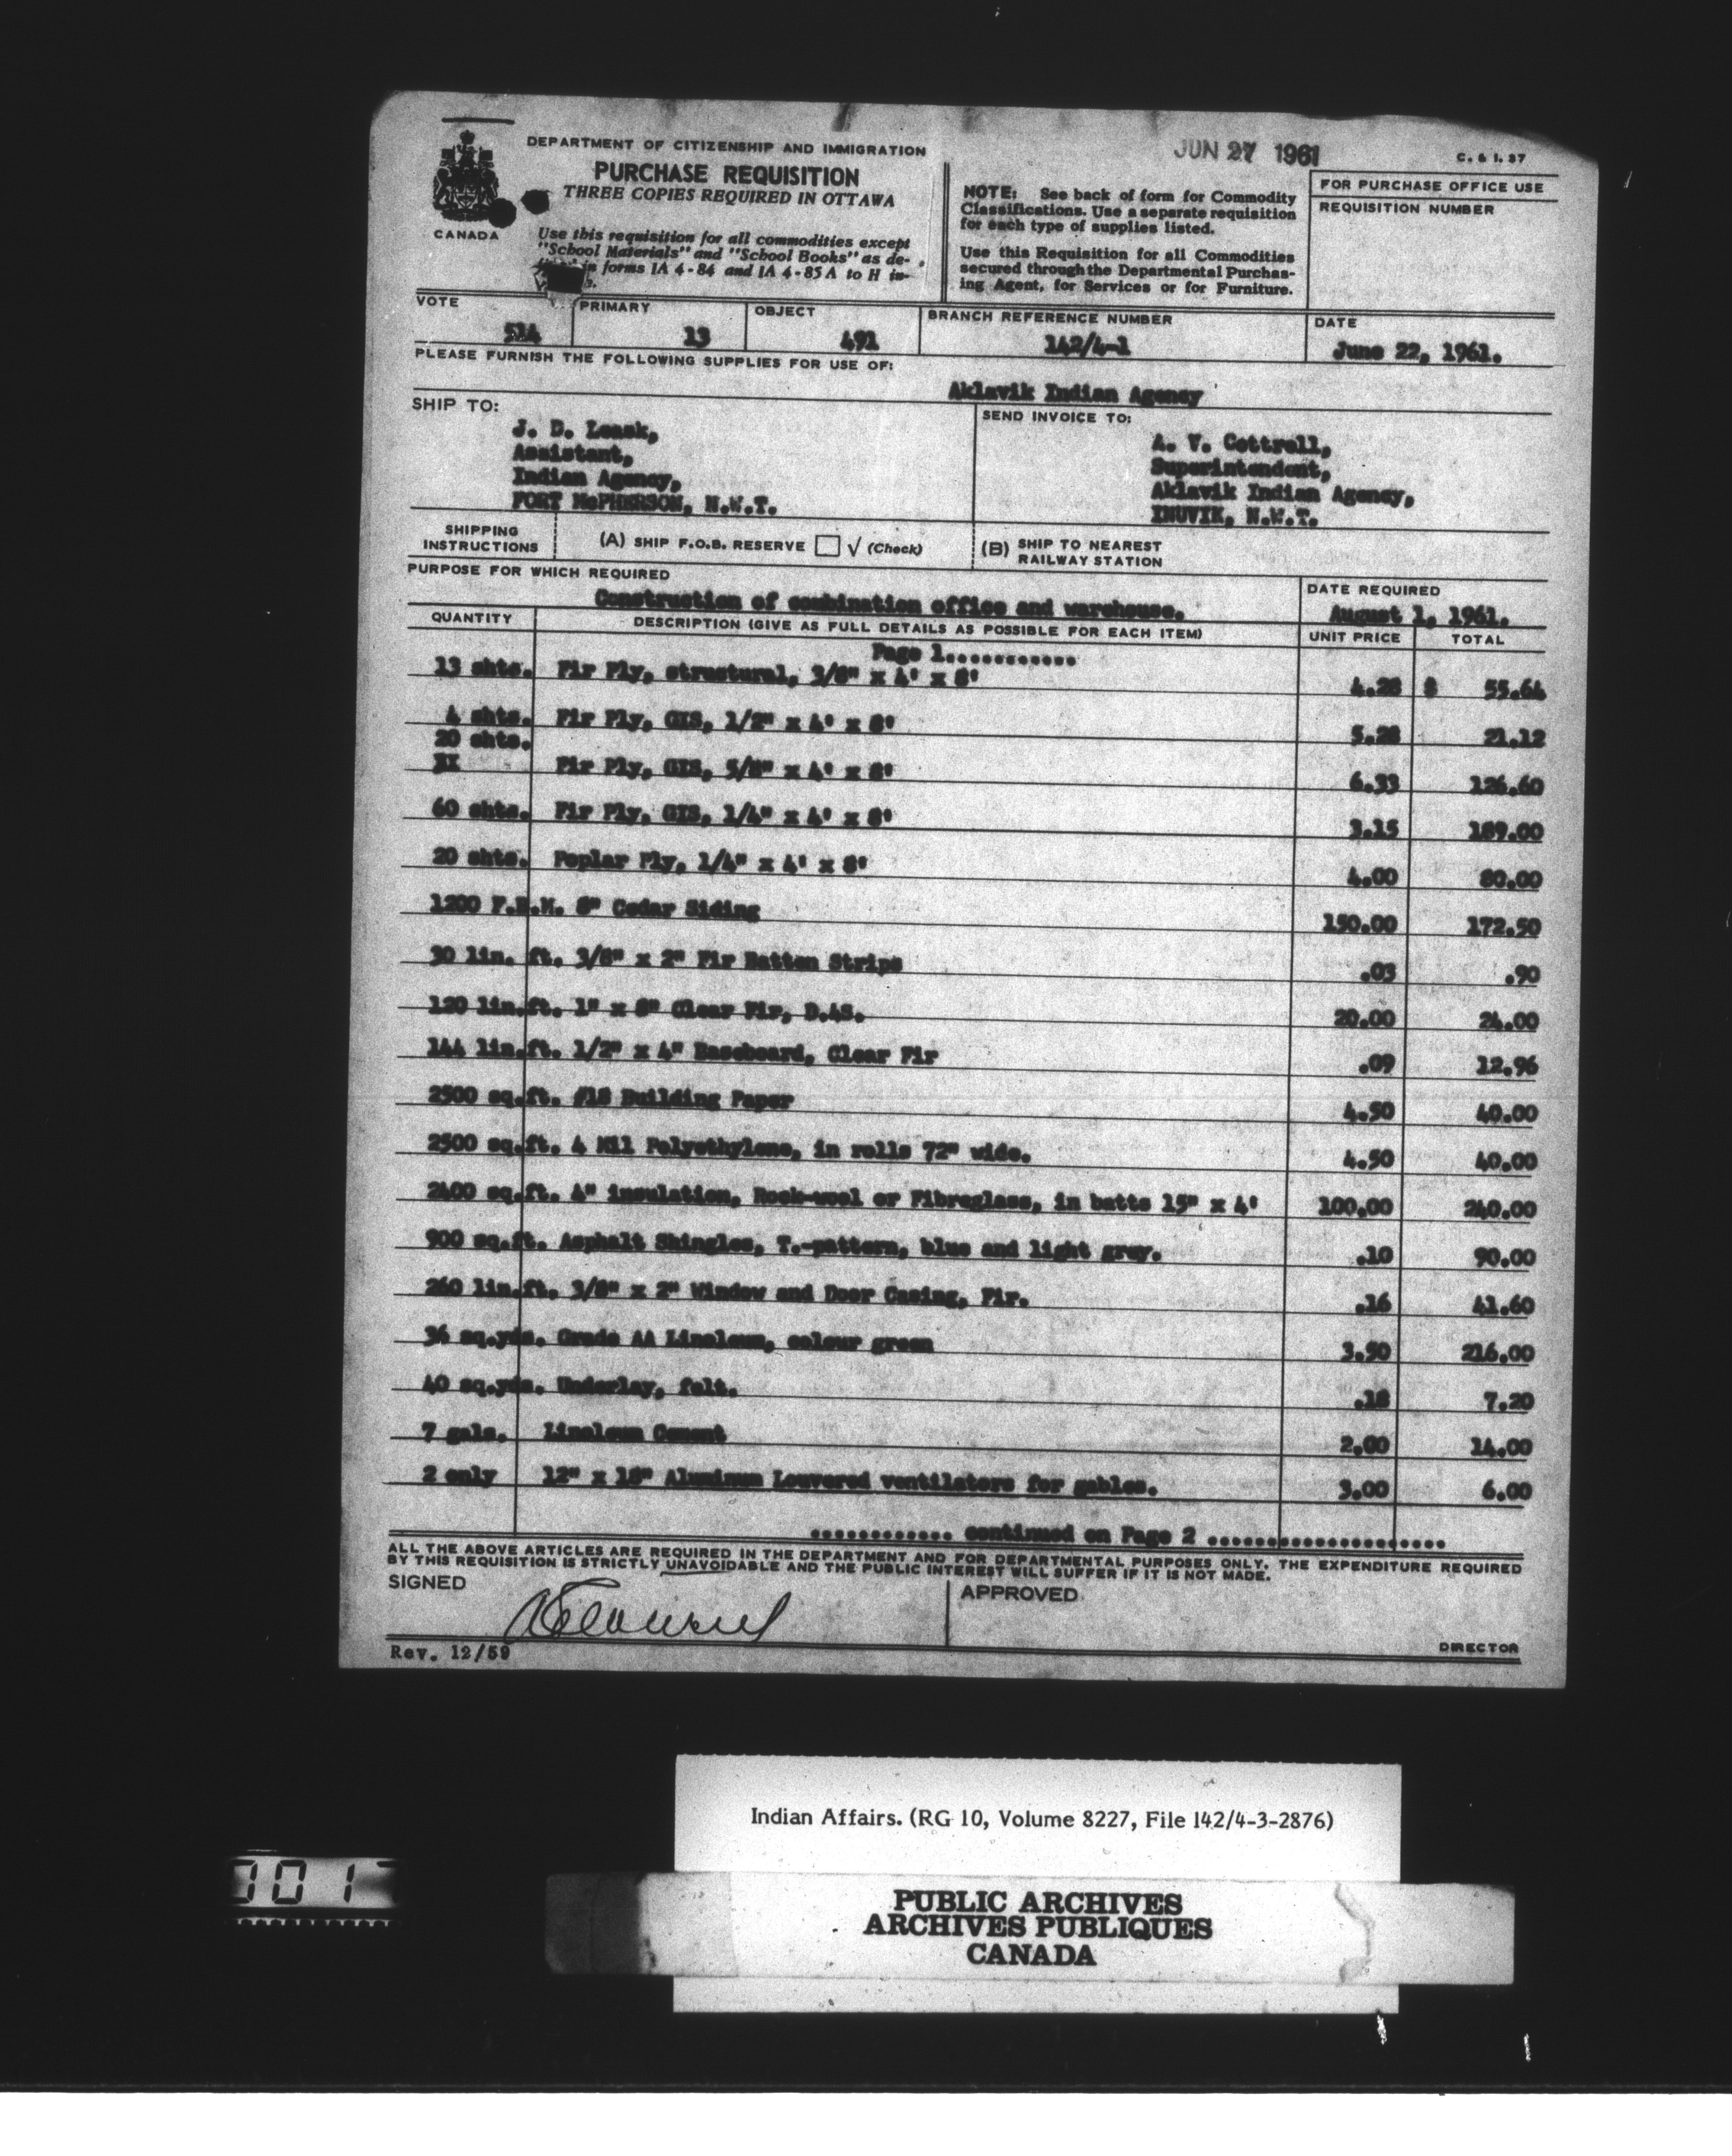 DEPARTMENT OF CITIZENSHIP AND IMMIGRATION
PURCHASE REQUISITION
THREE COPIES REQUIRED IN OTTAWA
CANADA
Use this requisition for all commodities except
"School Materials" and "School Books" as de-
in forms IA 4-84 and IA 4-85 A to H in-
JUN 27 1961
C. & I. 37
NOTE: See back of form for Commodity
Classifications. Use a separate requisition
for each type of supplies listed.
Use this Requisition for all Commodities
secured through the Departmental Purchas-
ing Agent, for Services or for Furniture.
FOR PURCHASE OFFICE USE
REQUISITION NUMBER
VOTE PRIMARY OBJECT BRANCH REFERENCE NUMBER DATE
514 13 491 142/4-1 June 22, 1961.
PLEASE FURNISH THE FOLLOWING SUPPLIES FOR USE OF:
Aklavik Indian Agency
SHIP TO:
J. D. Leask,
Assistant,
Indian Agency,
FORT McPHERSON, N.W.T.
SEND INVOICE TO:
A. V. Cottrell,
Superintendent,
Aklavik Indian Agency,
INUVIK, N.W.T.
SHIPPING INSTRUCTIONS
(A) SHIP F.O.B. RESERVE √ (Check)
(B) SHIP TO NEAREST
RAILWAY STATION
PURPOSE FOR WHICH REQUIRED
Construction of combination office and warehouse.
DATE REQUIRED
August 1, 1961.
QUANTITY DESCRIPTION (GIVE AS FULL DETAILS AS POSSIBLE FOR EACH ITEM) UNIT PRICE TOTAL
Page 1............
13 shts. Fir Ply, structural, 3/8" x 4' x 8' 4.28 $ 55.64
4 shts. Fir Ply, GIS, 1/2" x 4' x 8' 5.28 21.12
20 shts.
XX Fir Ply, GIS, 5/8" x 4' x 8' 6.33 126.60
60 shts. Fir Ply, GIS, 1/4" x 4' x 8' 3.15 189.00
20 shts. Poplar Ply, 1/4" x 4' x 8' 4.00 80.00
1200 F.B.M. 8" Cedar Siding 150.00 172.50
30 lin. ft. 3/8" x 2" Fir Batten Strips .03 .90
120 lin.ft. 1" x 8" Clear Fir, D.4S. 20.00 24.00
144 lin.ft. 1/2" x 4" Baseboard, Clear Fir .09 12.96
2500 sq.ft. #18 Building Paper 4.50 40.00
2500 sq.ft. 4 Mil Polyethylene, in rolls 72" wide. 4.50 40.00
2400 sq.ft. 4" insulation, Rock-wool or Fibreglass, in batts 15" x 4' 100.00 240.00
900 sq.ft. Asphalt Shingles, T.-pattern, blue and light grey. .10 90.00
260 lin.ft. 3/8" x 2" Window and Door Casing, Fir. .16 41.60
36 sq.yds. Grade AA Linoleum, colour green 3.50 216.00
40 sq.yds. Underlay, felt. .18 7.20
7 gals. Linoleum Cement 2.00 14.00
2 only 12" x 18" Aluminum Louvered ventilators for gables. 3.00 6.00
............ continued on Page 2 ....................
ALL THE ABOVE ARTICLES ARE REQUIRED IN THE DEPARTMENT AND FOR DEPARTMENTAL PURPOSES ONLY. THE EXPENDITURE REQUIRED
BY THIS REQUISITION IS STRICTLY UNAVOIDABLE AND THE PUBLIC INTEREST WILL SUFFER IF IT IS NOT MADE.
SIGNED
APPROVED
DIRECTOR
Rev. 12/59
Indian Affairs. (RG 10, Volume 8227, File 142/4-3-2876)
PUBLIC ARCHIVES
ARCHIVES PUBLIQUES
CANADA